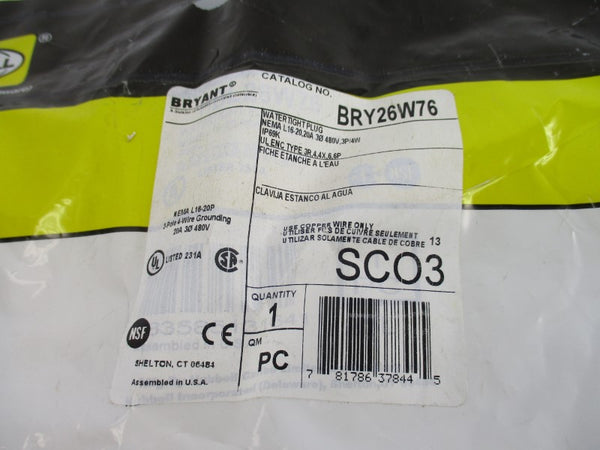 BRYANT®
CATALOG NO.
BRY26W76
WATERTIGHT PLUG
NEMA L16-20,20A 3Ø 480V,3P/4W
IP69K
UL ENC.TYPE 3R,4,4X,6,6P
FICHE ETANCHE A L'EAU
CLAVIJA ESTANCO AL AGUA
NEMA L16-20P
3-Pole 4-Wire Grounding
20A 3Ø 480V
USE COPPER WIRE ONLY
UTILISER FILS DE CUIVRE SEULEMENT
UTILIZAR SOLAMENTE CABLE DE COBRE 13
UL LISTED 231A
SCO3
QUANTITY
1
NSF CE
QM
PC
SHELTON, CT 06484
Assembled in U.S.A.
7 81786 37844 5